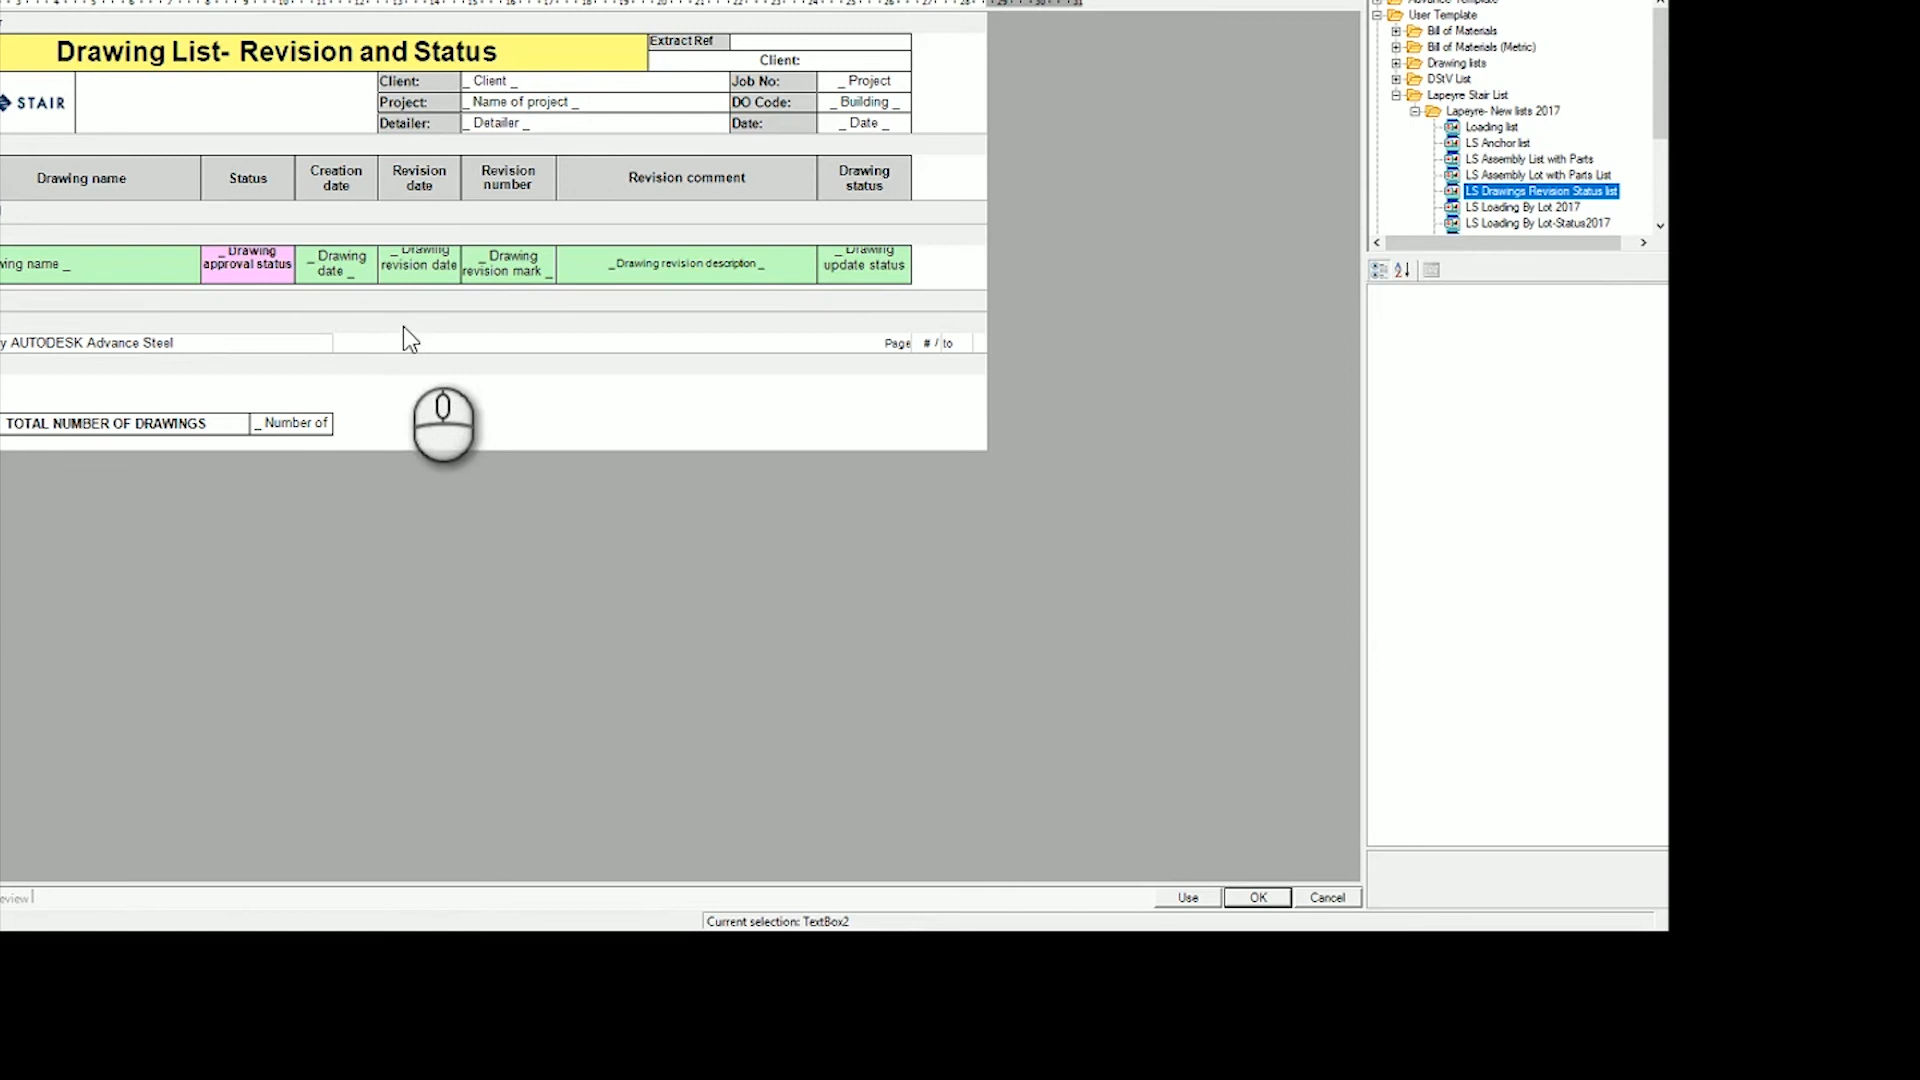 Drawing List- Revision and Status
Extract Ref
Client:
STAIR
Client: _ Client _ Job No: _ Project
Project: _ Name of project _ DO Code: _ Building _
Detailer: _ Detailer _ Date: _ Date _
Drawing name Status Creation date Revision date Revision number Revision comment Drawing status
wing name _
_ Drawing approval status
_ Drawing date _
_ Drawing revision date
_ Drawing revision mark _
_Drawing revision description_
_ Drawing update status
y AUTODESK Advance Steel
Page # / to
TOTAL NUMBER OF DRAWINGS _ Number of
eview
Use OK Cancel
Current selection: TextBox2
Advance Template
User Template
Bill of Materials
Bill of Materials (Metric)
Drawing lists
DStV List
Lapeyre Stair List
Lapeyre- New lists 2017
Loading list
LS Anchor list
LS Assembly List with Parts
LS Assembly Lot with Parts List
LS Drawings Revision Status list
LS Loading By Lot 2017
LS Loading By Lot-Status2017